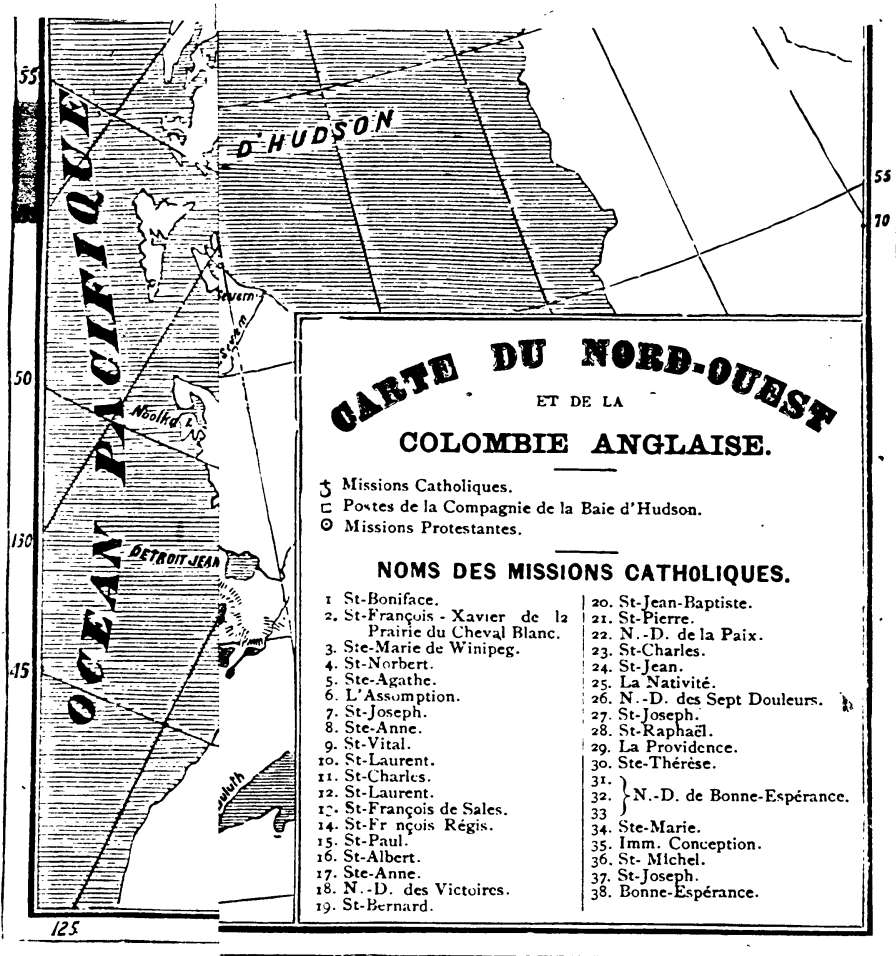 55
OCEAN PACIFIQUE
D'HUDSON
55
10
Severn
Severn
50
Nootka I.
130
DETROIT JEAN
45
125
CARTE DU NORD-OUEST
ET DE LA
COLOMBIE ANGLAISE.
Missions Catholiques.
Postes de la Compagnie de la Baie d'Hudson.
Missions Protestantes.
NOMS DES MISSIONS CATHOLIQUES.
1 St-Boniface.
2. St-François - Xavier de la
Prairie du Cheval Blanc.
3. Ste-Marie de Winipeg.
4. St-Norbert.
5. Ste-Agathe.
6. L'Assomption.
7. St-Joseph.
8. Ste-Anne.
9. St-Vital.
10. St-Laurent.
11. St-Charles.
12. St-Laurent.
13. St-François de Sales.
14. St-Fr nçois Régis.
15. St-Paul.
16. St-Albert.
17. Ste-Anne.
18. N.-D. des Victoires.
19. St-Bernard.
20. St-Jean-Baptiste.
21. St-Pierre.
22. N.-D. de la Paix.
23. St-Charles.
24. St-Jean.
25. La Nativité.
26. N.-D. des Sept Douleurs.
27. St-Joseph.
28. St-Raphaël.
29. La Providence.
30. Ste-Thérèse.
31.
32. N.-D. de Bonne-Espérance.
33
34. Ste-Marie.
35. Imm. Conception.
36. St- Michel.
37. St-Joseph.
38. Bonne-Espérance.